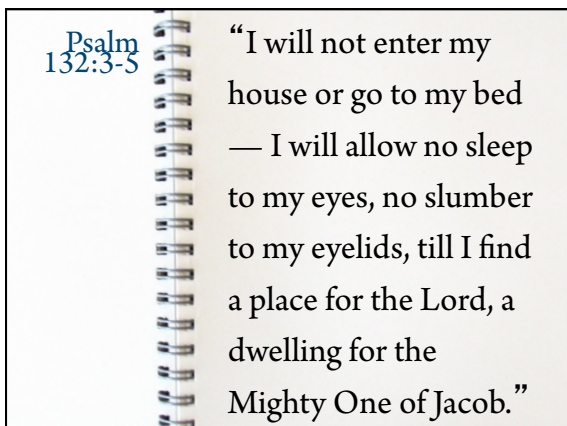 Psalm
132:3-5
“I will not enter my
house or go to my bed
— I will allow no sleep
to my eyes, no slumber
to my eyelids, till I find
a place for the Lord, a
dwelling for the
Mighty One of Jacob.”